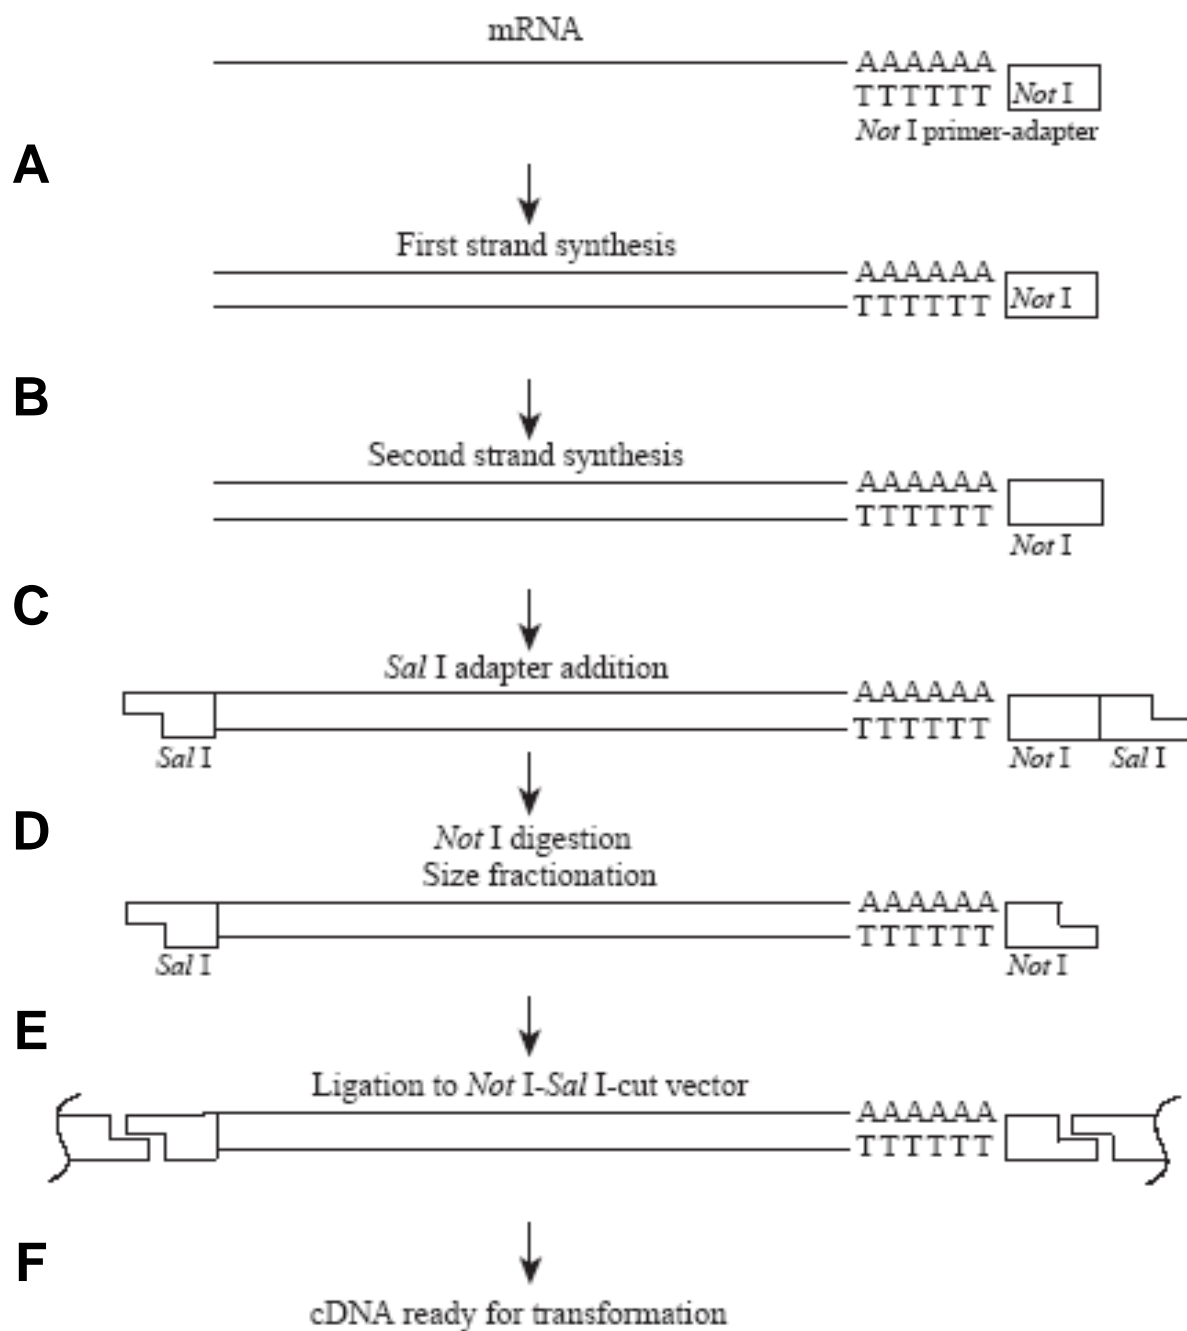 mRNA
AAAAAA
TTTTTT Not I
Not I primer-adapter
A
First strand synthesis
AAAAAA
TTTTTT Not I
B
Second strand synthesis
AAAAAA
TTTTTT
Not I
C
Sal I adapter addition
AAAAAA
TTTTTT
Sal I Not I Sal I
D
Not I digestion
Size fractionation
AAAAAA
TTTTTT
Sal I Not I
E
Ligation to Not I-Sal I-cut vector
AAAAAA
TTTTTT
F
cDNA ready for transformation